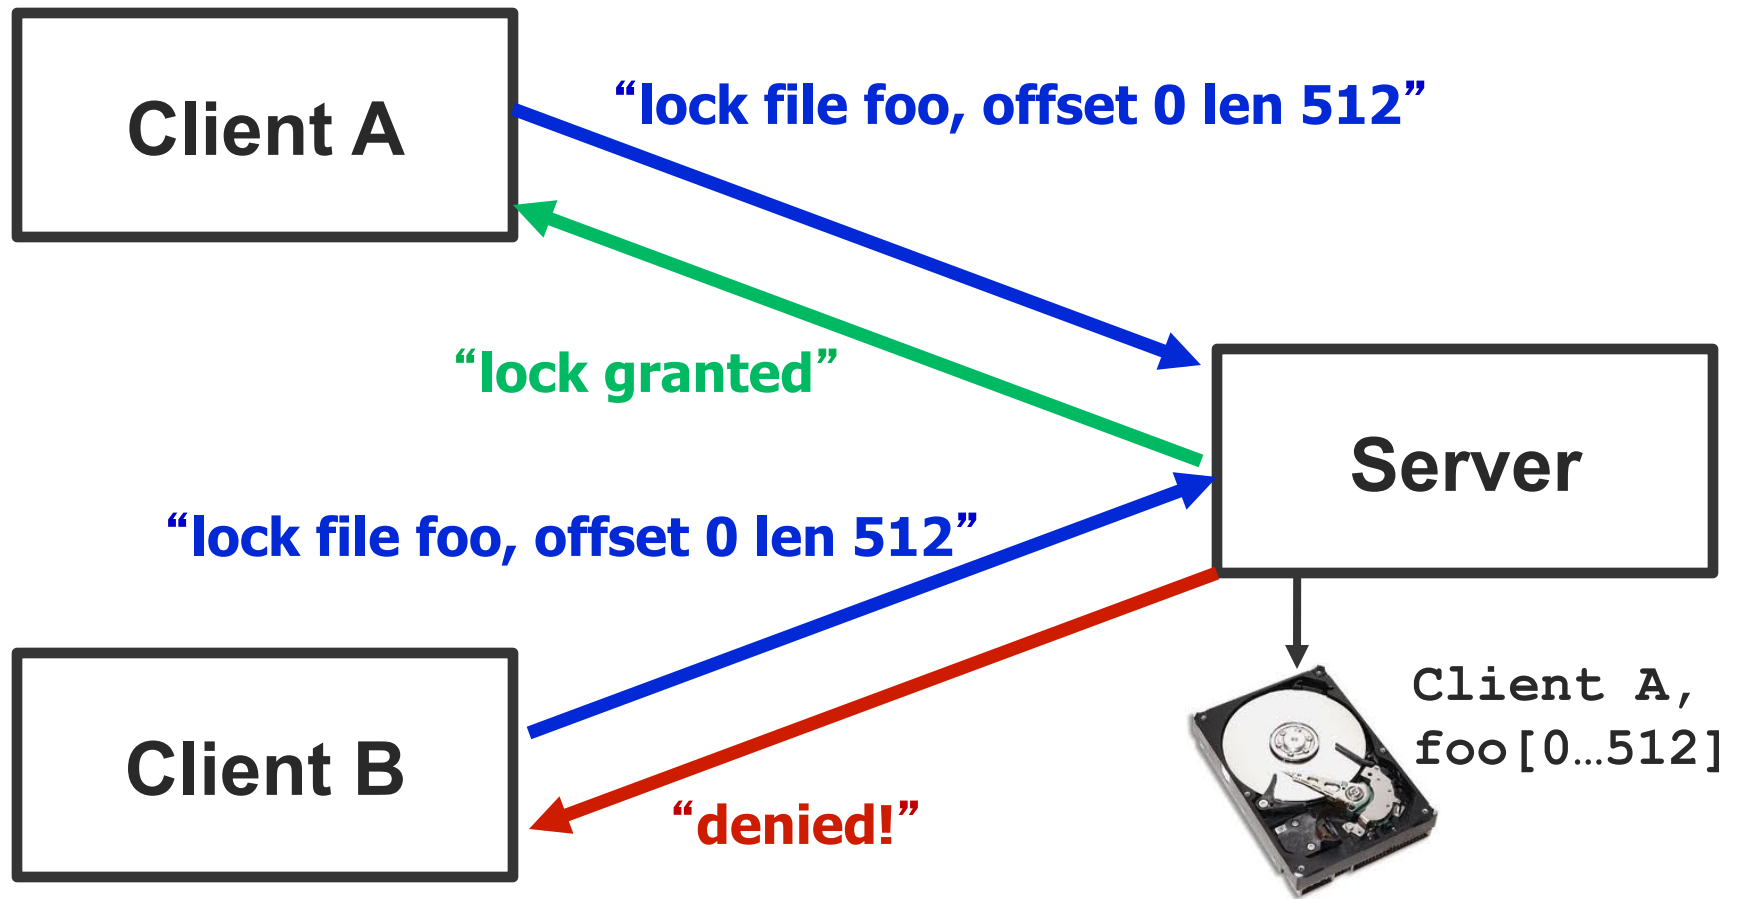 Client A
“lock file foo, offset 0 len 512”
“lock granted”
Server
“lock file foo, offset 0 len 512”
Client B
“denied!”
Client A,
foo[0…512]